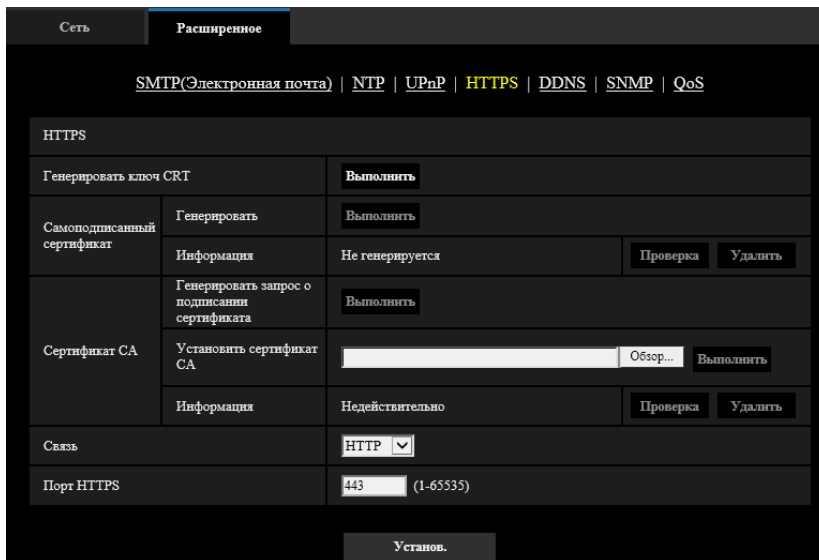 Сеть Расширенное
SMTP(Электронная почта) | NTP | UPnP | HTTPS | DDNS | SNMP | QoS
HTTPS
Генерировать ключ CRT Выполнить
Самоподписанный сертификат
Генерировать Выполнить
Информация Не генерируется Проверка Удалить
Сертификат CA
Генерировать запрос о подписании сертификата Выполнить
Установить сертификат CA Обзор... Выполнить
Информация Недействительно Проверка Удалить
Связь HTTP
Порт HTTPS 443 (1-65535)
Установ.